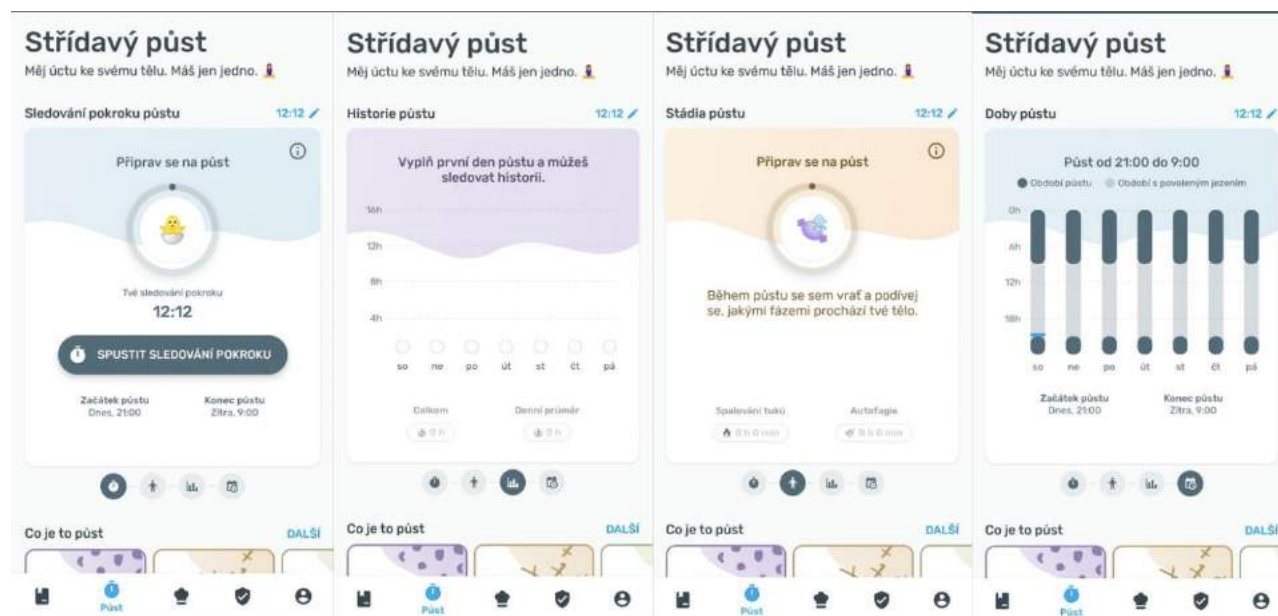 Střídavý půst
Měj úctu ke svému tělu. Máš jen jedno.
Sledování pokroku půstu 12:12
Připrav se na půst
Tvé sledování pokroku
12:12
SPUSTIT SLEDOVÁNÍ POKROKU
Začátek půstu Konec půstu
Dnes, 21:00 Zítra, 9:00
Co je to půst DALŠÍ
Půst
Střídavý půst
Měj úctu ke svému tělu. Máš jen jedno.
Historie půstu 12:12
Vyplň první den půstu a můžeš
sledovat historii.
16h
12h
8h
4h
so ne po út st čt pá
Celkom Denní průměr
0 h 0 h
Co je to půst DALŠÍ
Půst
Střídavý půst
Měj úctu ke svému tělu. Máš jen jedno.
Stádia půstu 12:12
Připrav se na půst
Během půstu se sem vrať a podívej
se, jakými fázemi prochází tvé tělo.
Spalování tuků Autofagie
0 h 0 min 0 h 0 min
Co je to půst DALŠÍ
Půst
Střídavý půst
Měj úctu ke svému tělu. Máš jen jedno.
Doby půstu 12:12
Půst od 21:00 do 9:00
Období půstu Období s povoleným jezením
0h
6h
12h
18h
so ne po út st čt pá
Začátek půstu Konec půstu
Dnes, 21:00 Zítra, 9:00
Co je to půst DALŠÍ
Půst